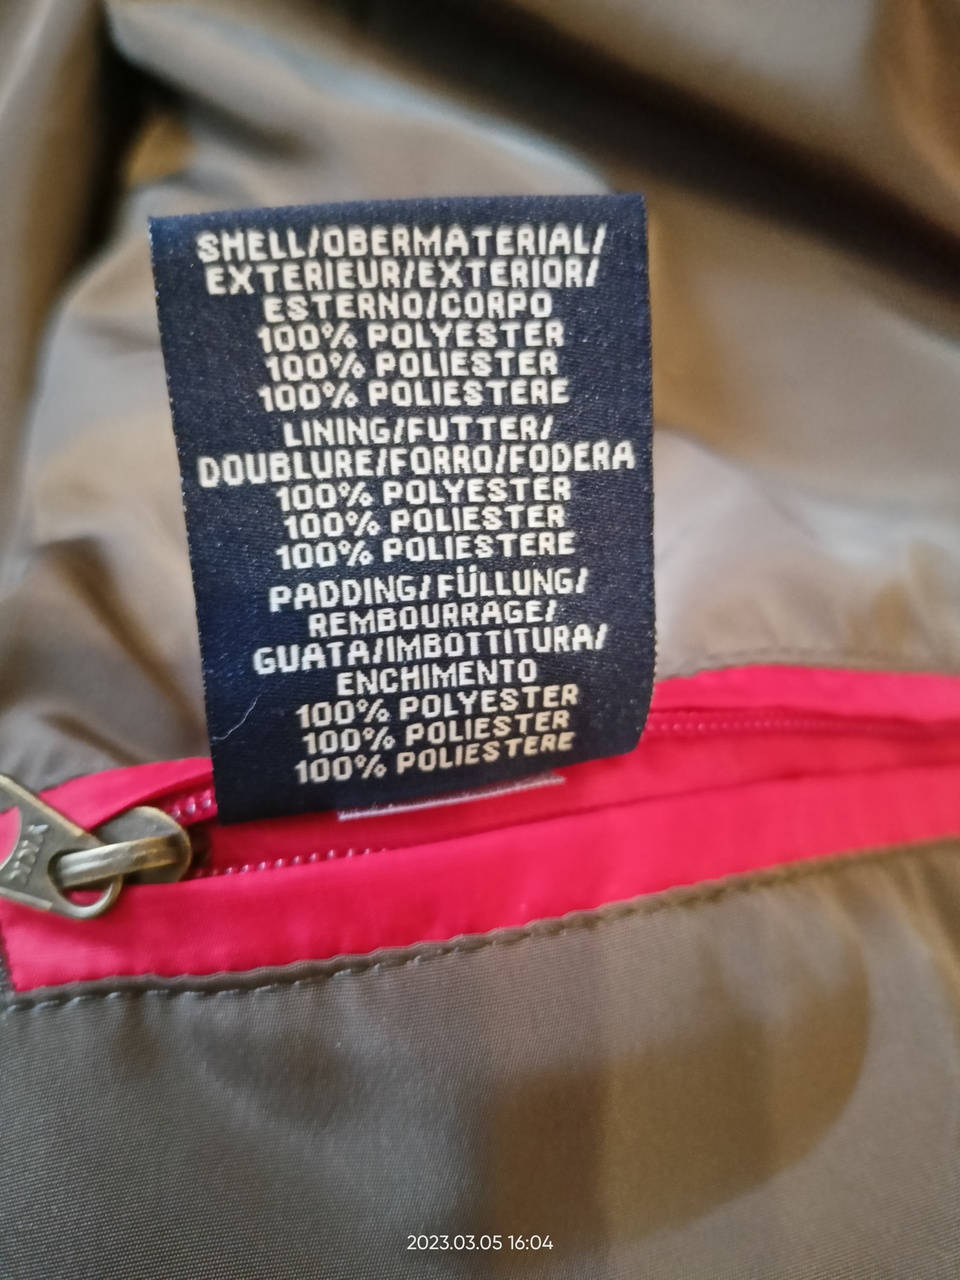 SHELL/OBERMATERIAL/
EXTERIEUR/EXTERIOR/
ESTERNO/CORPO
100% POLYESTER
100% POLIESTER
100% POLIESTERE
LINING/FUTTER/
DOUBLURE/FORRO/FODERA
100% POLYESTER
100% POLIESTER
100% POLIESTERE
PADDING/FÜLLUNG/
REMBOURRAGE/
GUATA/IMBOTTITURA/
ENCHIMENTO
100% POLYESTER
100% POLIESTER
100% POLIESTERE
2023.03.05 16:04